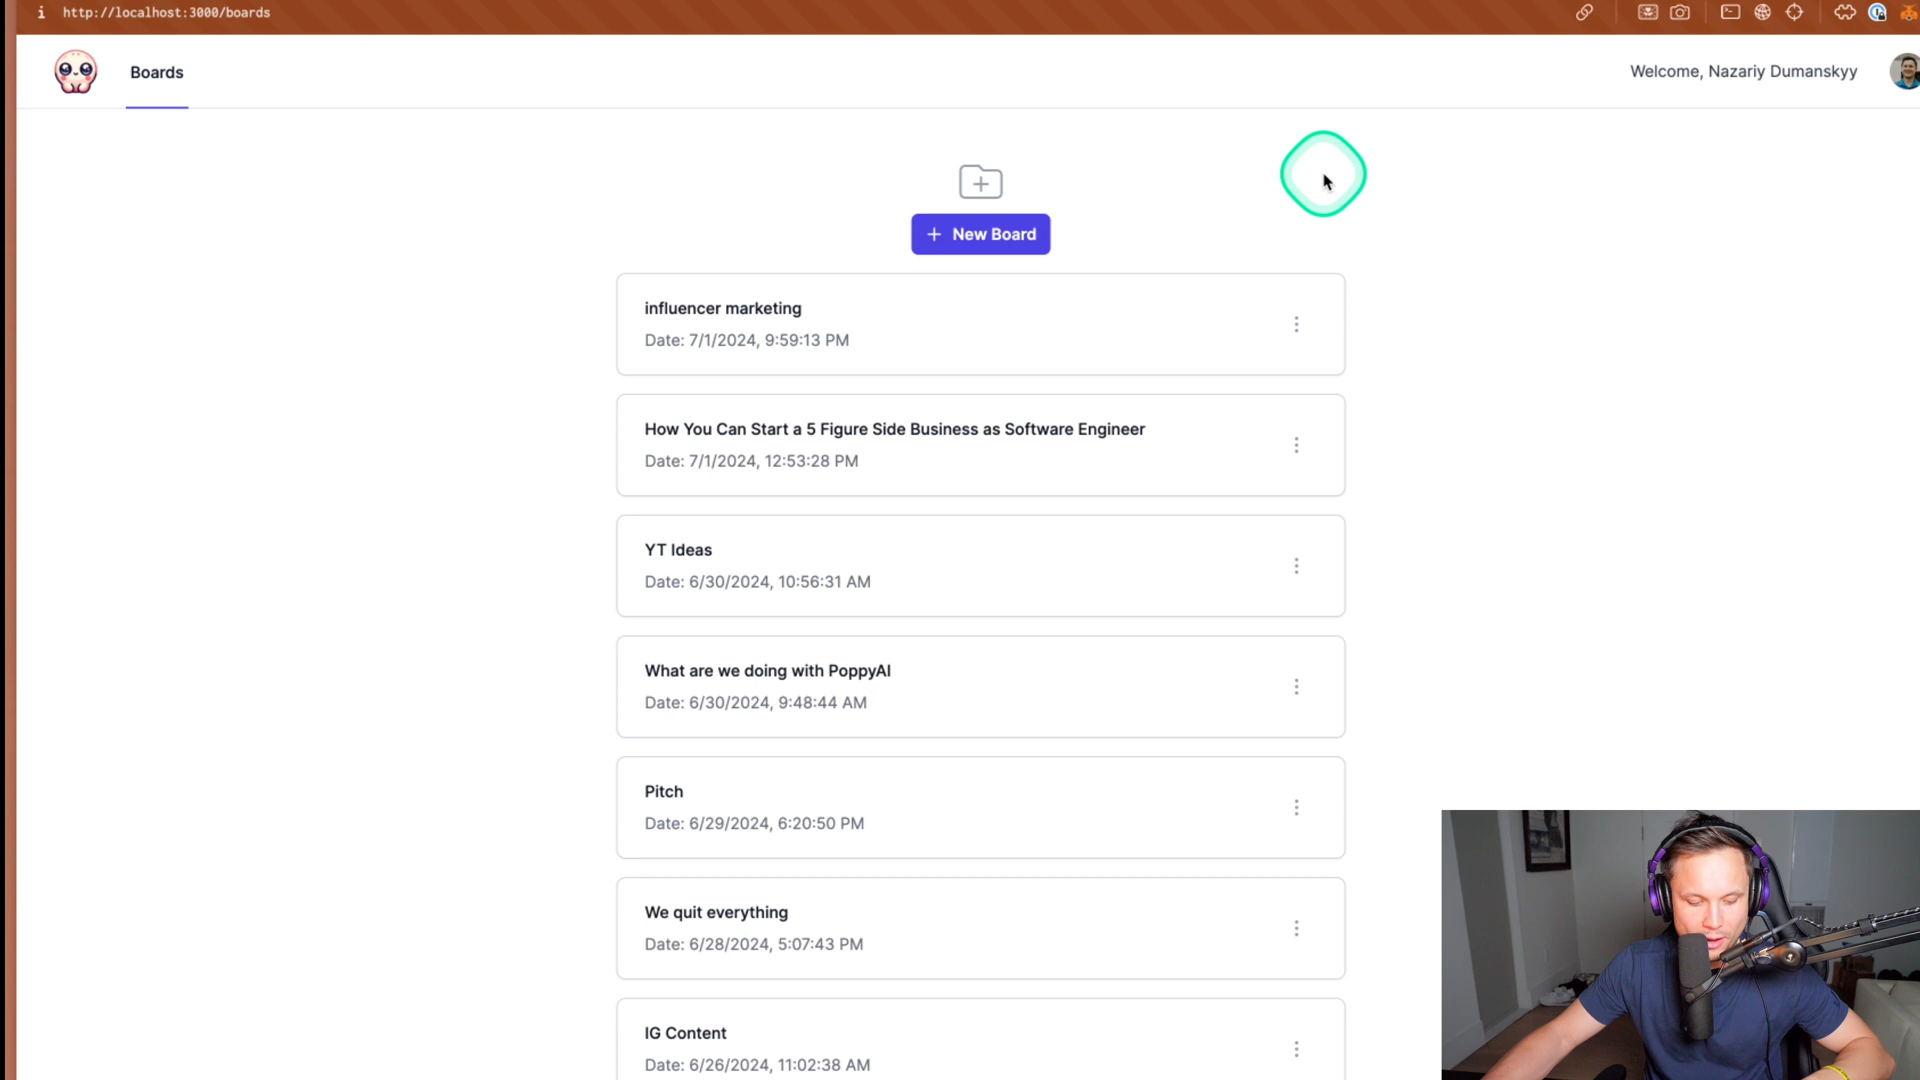 http://localhost:3000/boards
Boards
Welcome, Nazariy Dumanskyy
New Board
influencer marketing
Date: 7/1/2024, 9:59:13 PM
How You Can Start a 5 Figure Side Business as Software Engineer
Date: 7/1/2024, 12:53:28 PM
YT Ideas
Date: 6/30/2024, 10:56:31 AM
What are we doing with PoppyAI
Date: 6/30/2024, 9:48:44 AM
Pitch
Date: 6/29/2024, 6:20:50 PM
We quit everything
Date: 6/28/2024, 5:07:43 PM
IG Content
Date: 6/26/2024, 11:02:38 AM